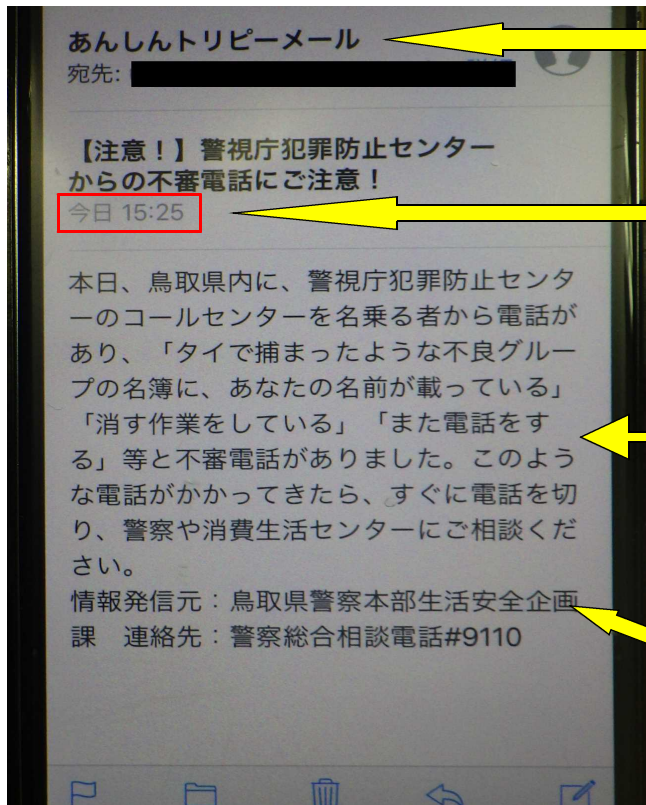 あんしんトリピーメール
宛先:
【注意！】警視庁犯罪防止センター
からの不審電話にご注意！
今日 15:25
本日、鳥取県内に、警視庁犯罪防止センタ
ーのコールセンターを名乗る者から電話が
あり、「タイで捕まったような不良グルー
プの名簿に、あなたの名前が載っている」
「消す作業をしている」「また電話をす
る」等と不審電話がありました。このよう
な電話がかかってきたら、すぐに電話を切
り、警察や消費生活センターにご相談くだ
さい。
情報発信元：鳥取県警察本部生活安全企画
課　連絡先：警察総合相談電話#9110